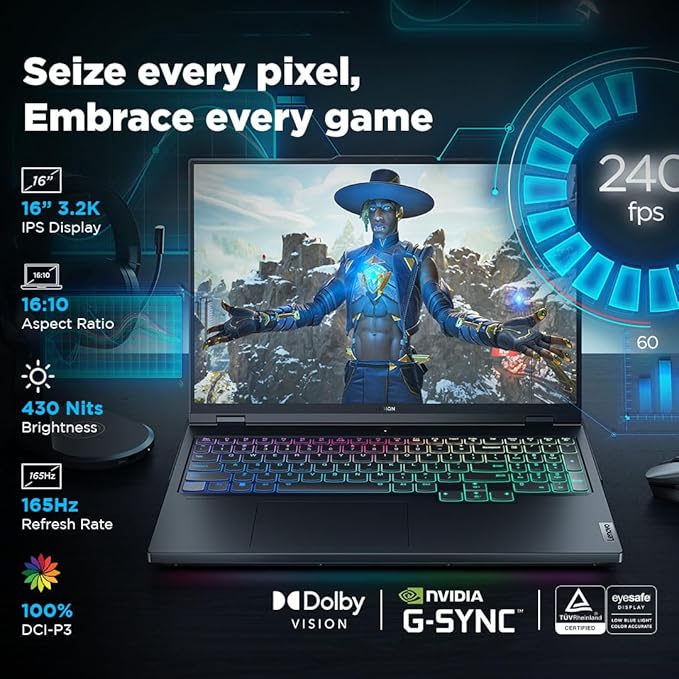 Seize every pixel,
Embrace every game
16”
16” 3.2K
IPS Display
16:10
16:10
Aspect Ratio
430 Nits
Brightness
165Hz
165Hz
Refresh Rate
100%
DCI-P3
240
fps
60
Lenovo
Dolby
VISION
NVIDIA
G-SYNC™
TÜVRheinland
CERTIFIED
eyesafe
DISPLAY
LOW BLUE LIGHT
COLOR ACCURATE